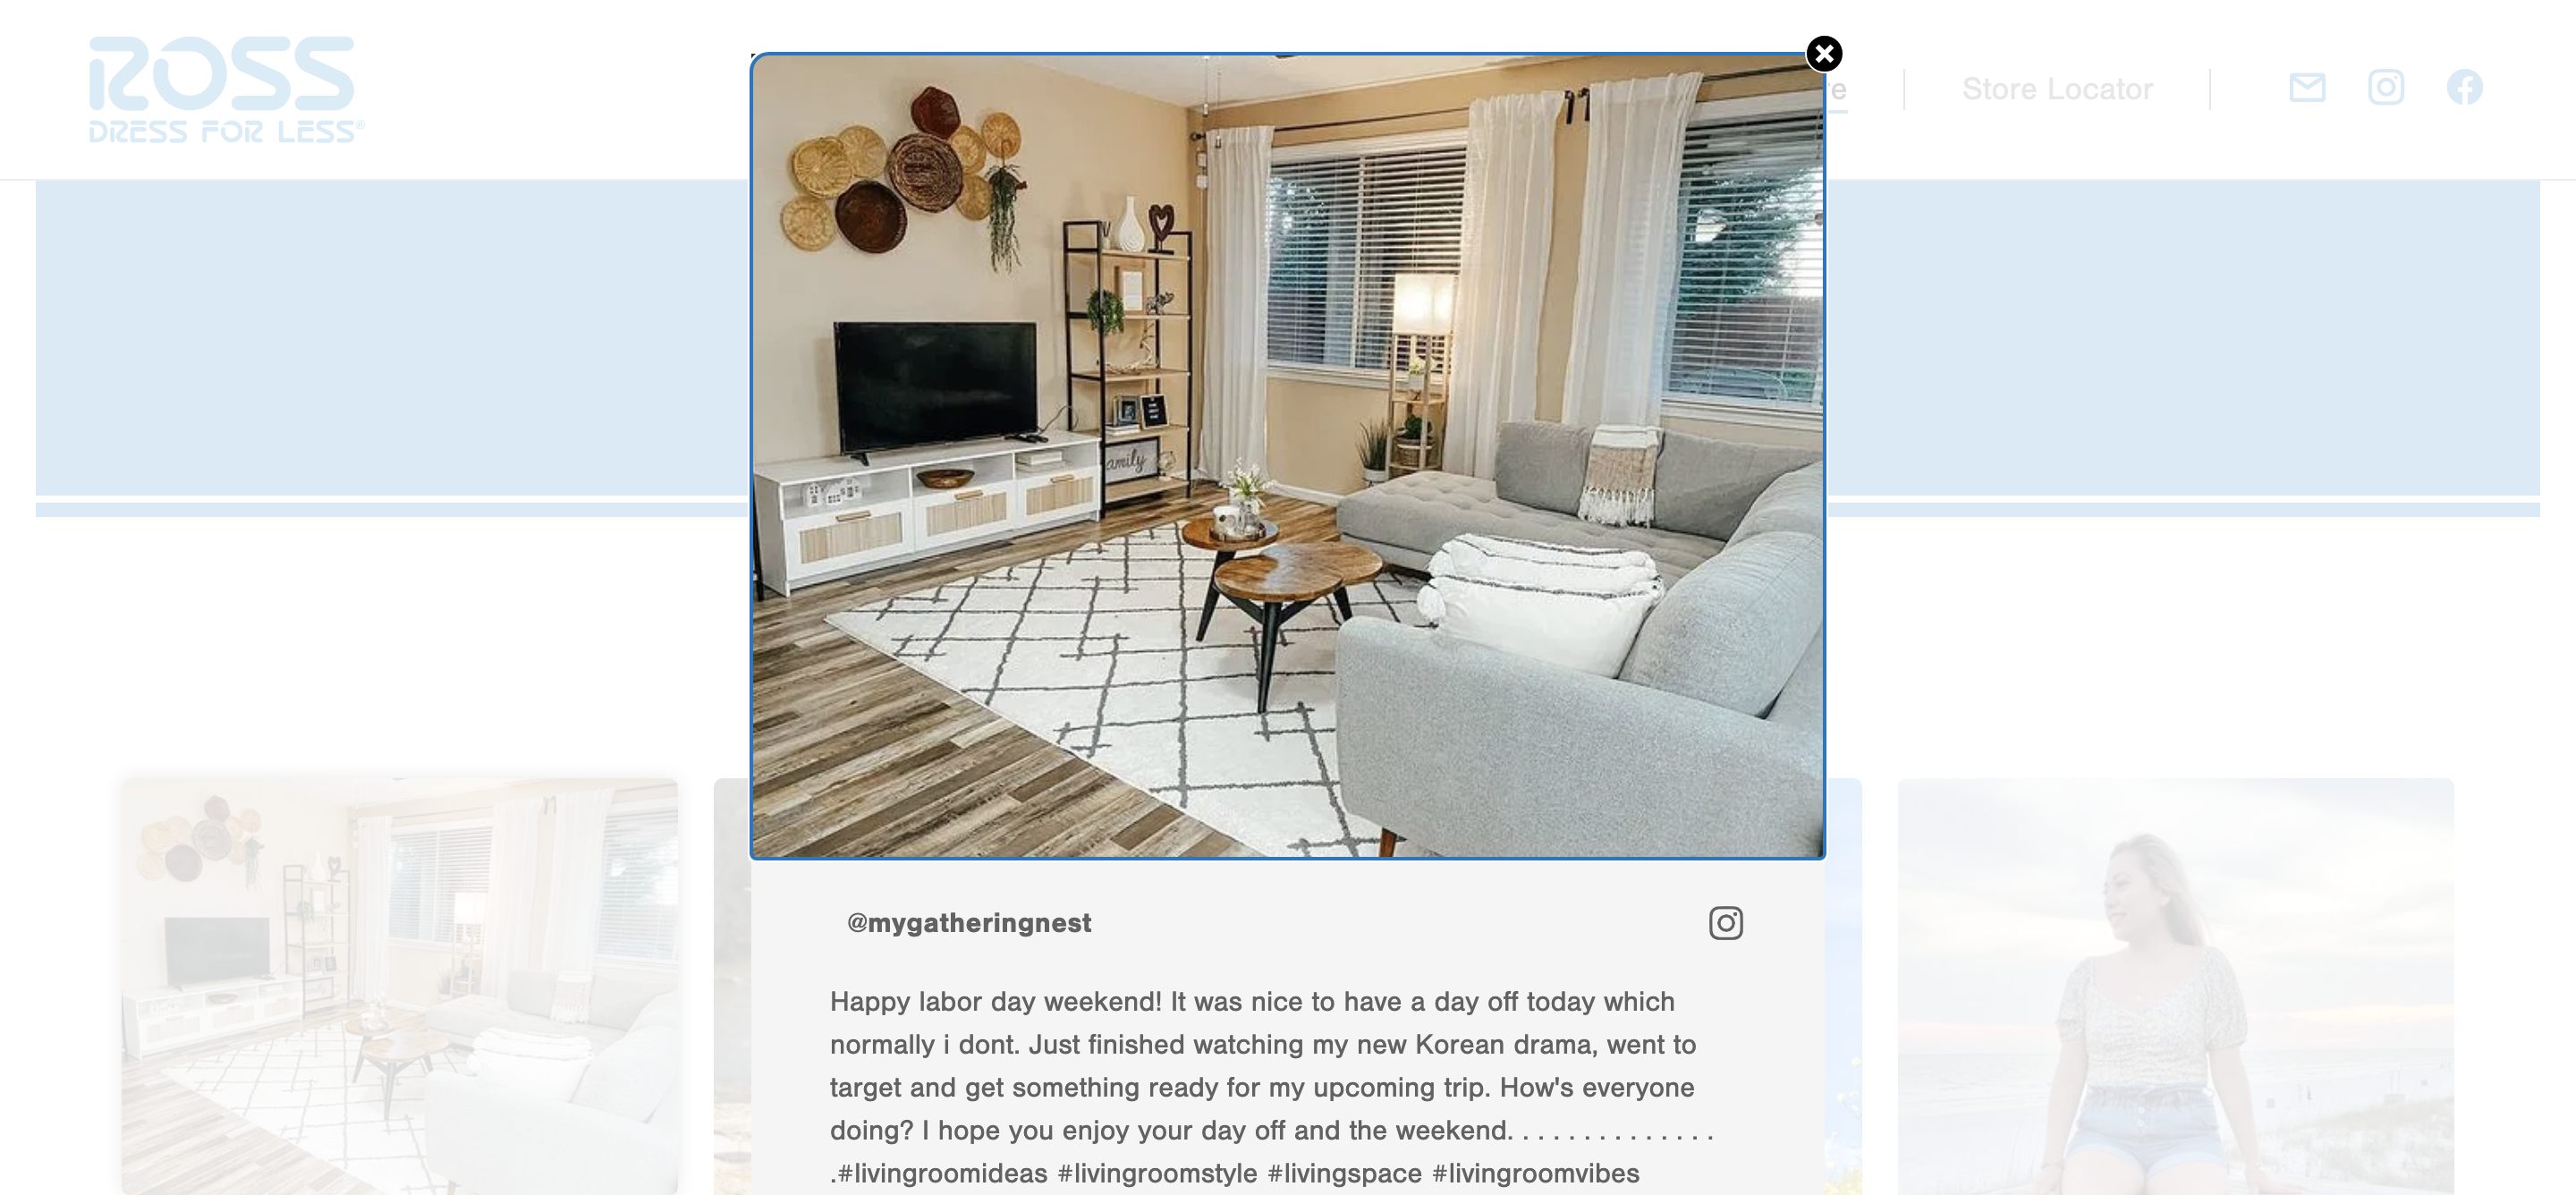 ROSS
DRESS FOR LESS®
Store Locator
family
@mygatheringnest
Happy labor day weekend! It was nice to have a day off today which
normally i dont. Just finished watching my new Korean drama, went to
target and get something ready for my upcoming trip. How's everyone
doing? I hope you enjoy your day off and the weekend. . . . . . . . . . . . . .
.#livingroomideas #livingroomstyle #livingspace #livingroomvibes